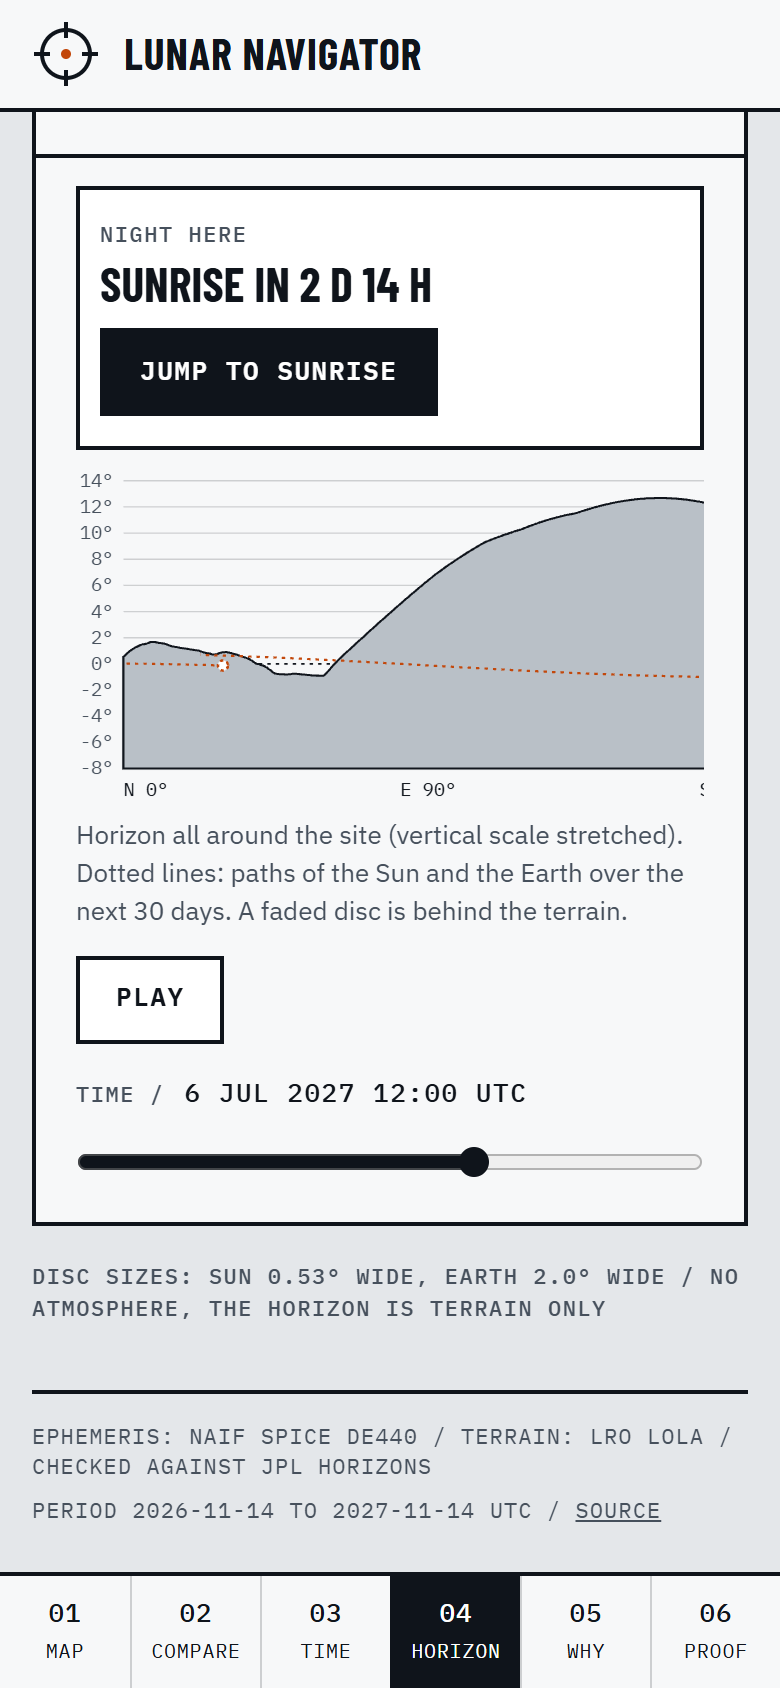 LUNAR NAVIGATOR
NIGHT HERE
SUNRISE IN 2 D 14 H
JUMP TO SUNRISE
14°
12°
10°
8°
6°
4°
2°
0°
-2°
-4°
-6°
-8°
N 0° E 90°
Horizon all around the site (vertical scale stretched).
Dotted lines: paths of the Sun and the Earth over the
next 30 days. A faded disc is behind the terrain.
PLAY
TIME / 6 JUL 2027 12:00 UTC
DISC SIZES: SUN 0.53° WIDE, EARTH 2.0° WIDE / NO
ATMOSPHERE, THE HORIZON IS TERRAIN ONLY
EPHEMERIS: NAIF SPICE DE440 / TERRAIN: LRO LOLA /
CHECKED AGAINST JPL HORIZONS
PERIOD 2026-11-14 TO 2027-11-14 UTC / SOURCE
01 02 03 04 05 06
MAP COMPARE TIME HORIZON WHY PROOF